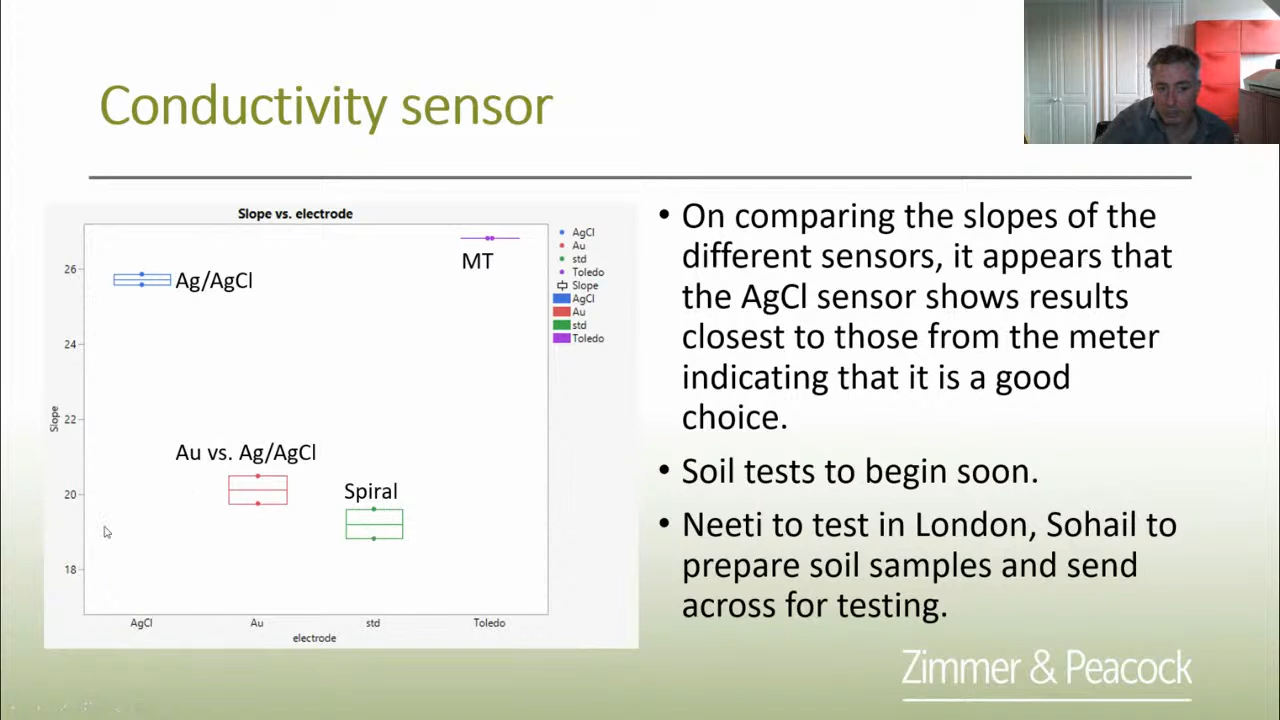 Conductivity sensor
Slope vs. electrode
26
24
22
20
18
Slope
Ag/AgCl
Au vs. Ag/AgCl
Spiral
MT
AgCl
Au
std
Toledo
electrode
AgCl
Au
std
Toledo
Slope
AgCl
Au
std
Toledo
• On comparing the slopes of the
different sensors, it appears that
the AgCl sensor shows results
closest to those from the meter
indicating that it is a good
choice.
• Soil tests to begin soon.
• Neeti to test in London, Sohail to
prepare soil samples and send
across for testing.
Zimmer & Peacock